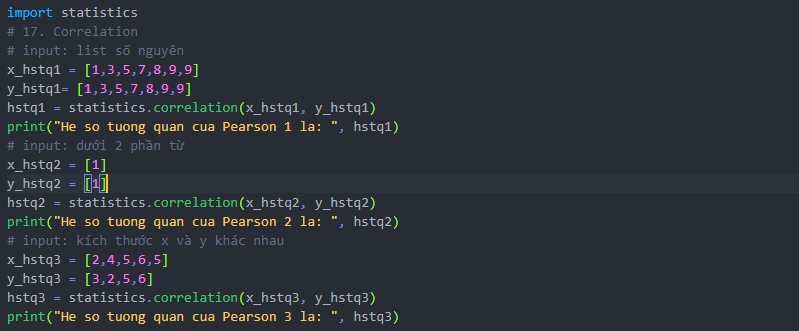 import statistics
# 17. Correlation
# input: list số nguyên
x_hstq1 = [1,3,5,7,8,9,9]
y_hstq1= [1,3,5,7,8,9,9]
hstq1 = statistics.correlation(x_hstq1, y_hstq1)
print("He so tuong quan cua Pearson 1 la: ", hstq1)
# input: dưới 2 phần từ
x_hstq2 = [1]
y_hstq2 = [1]
hstq2 = statistics.correlation(x_hstq2, y_hstq2)
print("He so tuong quan cua Pearson 2 la: ", hstq2)
# input: kích thước x và y khác nhau
x_hstq3 = [2,4,5,6,5]
y_hstq3 = [3,2,5,6]
hstq3 = statistics.correlation(x_hstq3, y_hstq3)
print("He so tuong quan cua Pearson 3 la: ", hstq3)